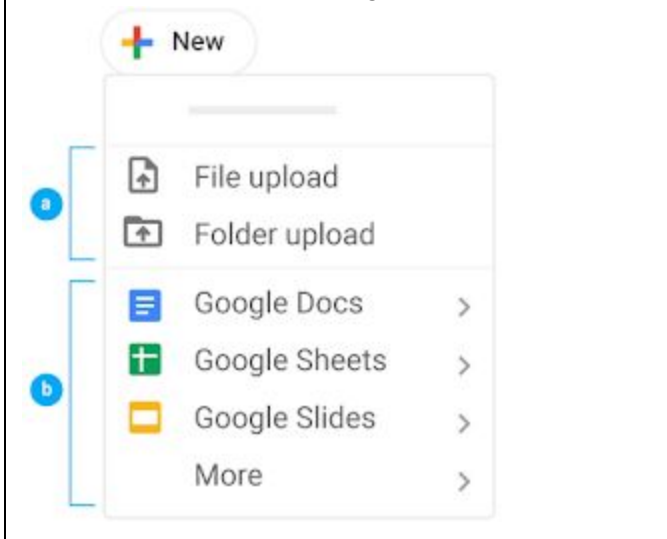 New
a
File upload
Folder upload
b
Google Docs
Google Sheets
Google Slides
More